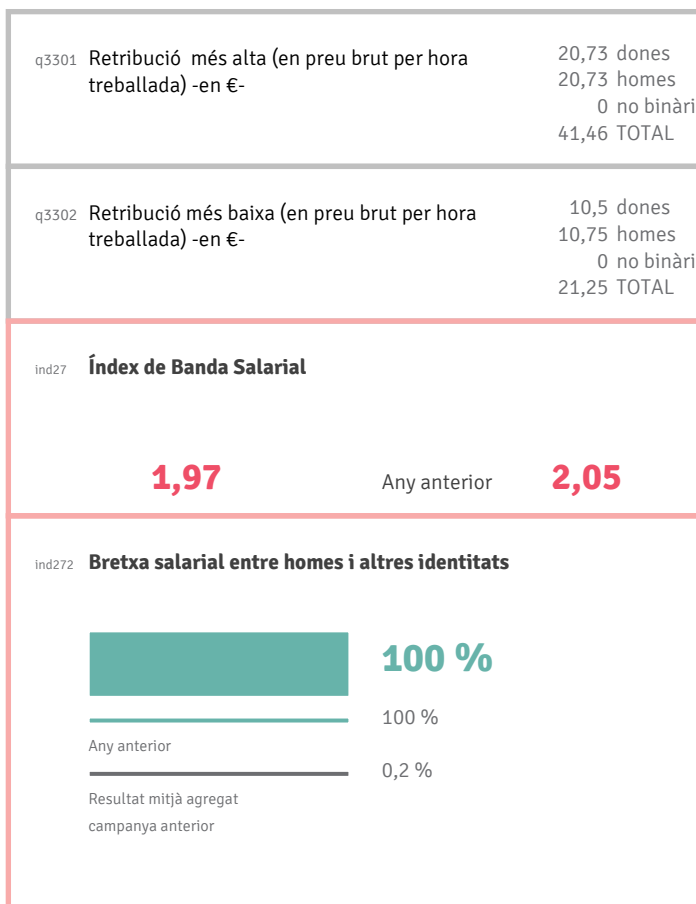 q3301 Retribució més alta (en preu brut per hora treballada) -en €-
20,73 dones
20,73 homes
0 no binàri
41,46 TOTAL
q3302 Retribució més baixa (en preu brut per hora treballada) -en €-
10,5 dones
10,75 homes
0 no binàri
21,25 TOTAL
ind27 Índex de Banda Salarial
1,97 Any anterior 2,05
ind272 Bretxa salarial entre homes i altres identitats
100 %
100 %
Any anterior
0,2 %
Resultat mitjà agregat
campanya anterior